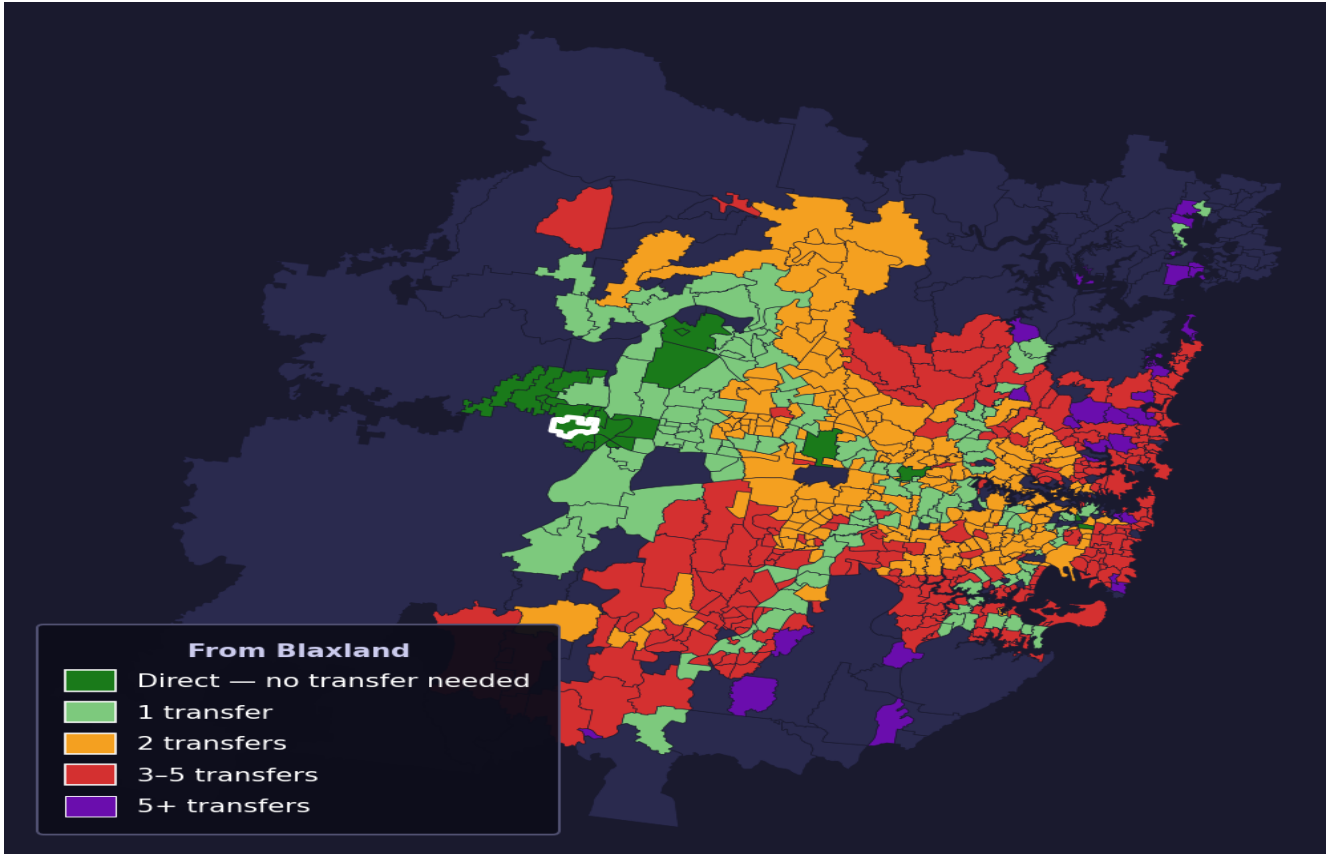 From Blaxland
Direct — no transfer needed
1 transfer
2 transfers
3–5 transfers
5+ transfers